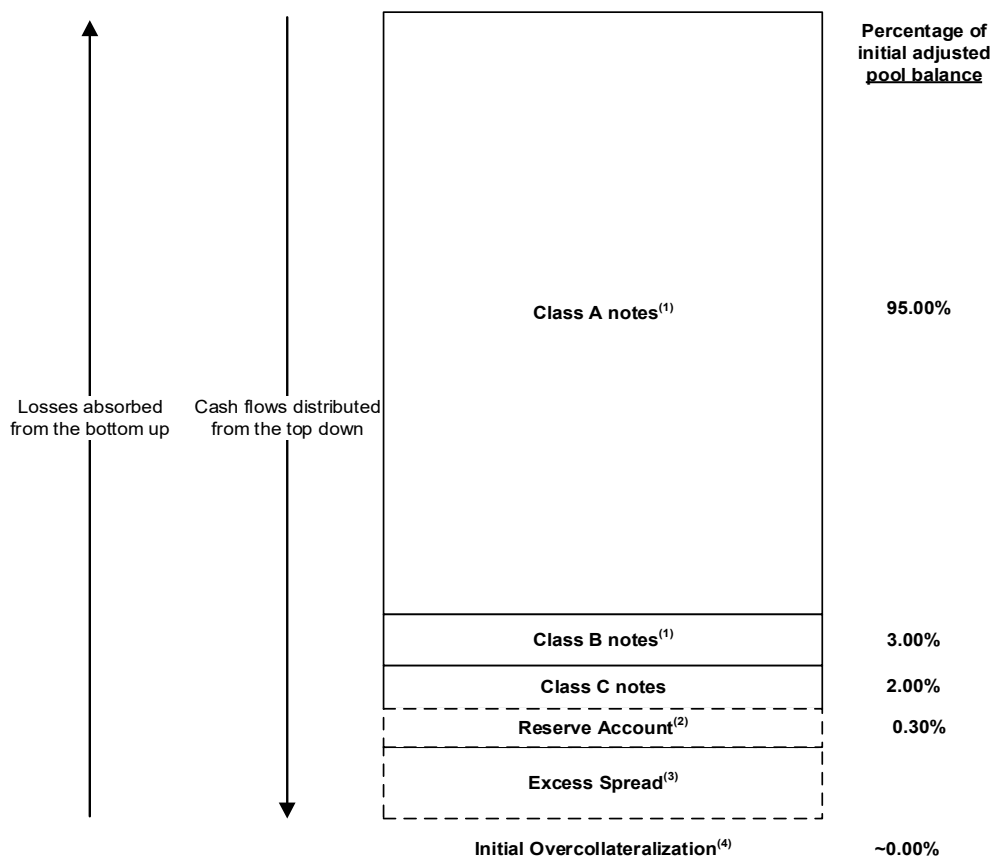 Percentage of
initial adjusted
pool balance
Class A notes(1)
95.00%
Losses absorbed
from the bottom up
Cash flows distributed
from the top down
Class B notes(1)
3.00%
Class C notes
2.00%
Reserve Account(2)
0.30%
Excess Spread(3)
Initial Overcollateralization(4)
~0.00%